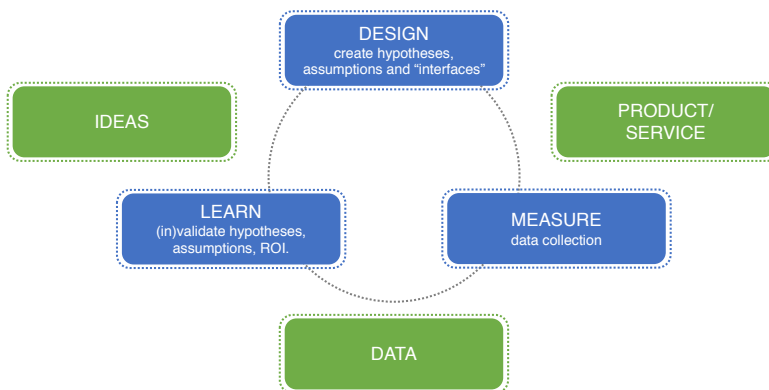 DESIGN
create hypotheses,
assumptions and “interfaces”
IDEAS
PRODUCT/
SERVICE
LEARN
(in)validate hypotheses,
assumptions, ROI.
MEASURE
data collection
DATA